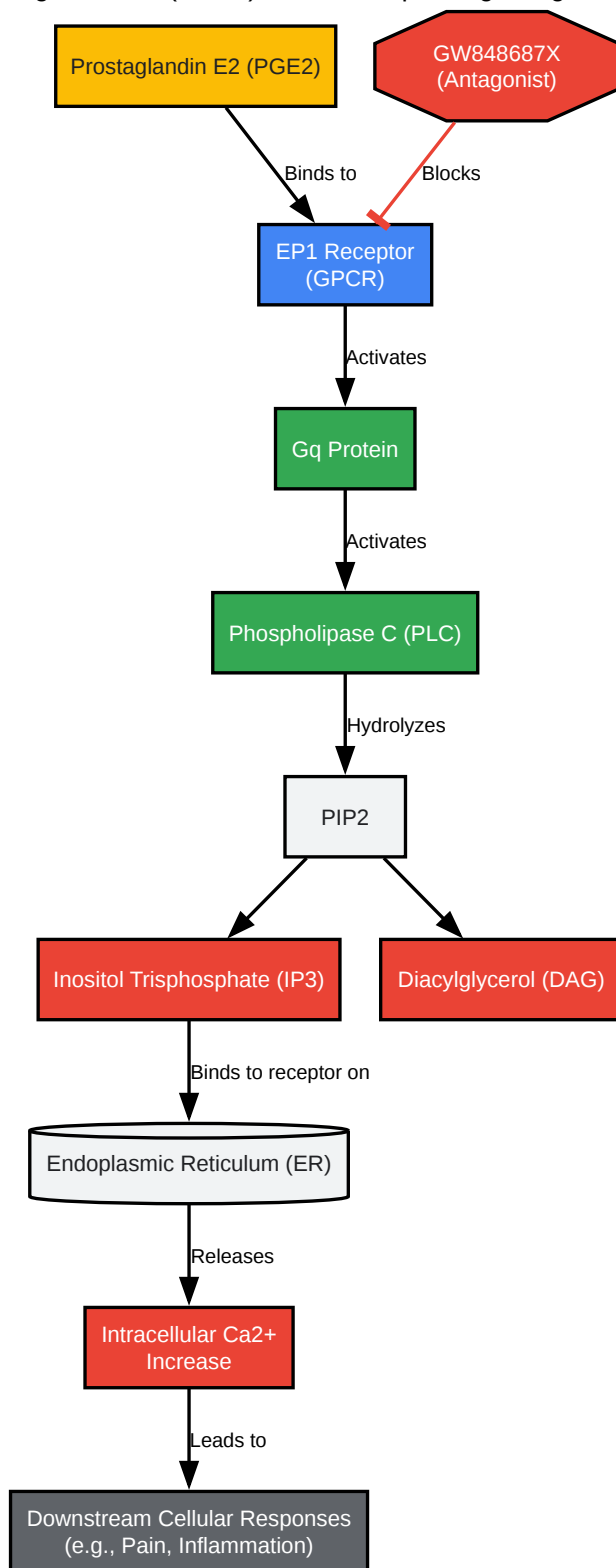 Prostaglandin E2 (PGE2)
GW848687X
(Antagonist)
Binds to
Blocks
EP1 Receptor
(GPCR)
Activates
Gq Protein
Activates
Phospholipase C (PLC)
Hydrolyzes
PIP2
Inositol Trisphosphate (IP3)
Diacylglycerol (DAG)
Binds to receptor on
Endoplasmic Reticulum (ER)
Releases
Intracellular Ca2+
Increase
Leads to
Downstream Cellular Responses
(e.g., Pain, Inflammation)